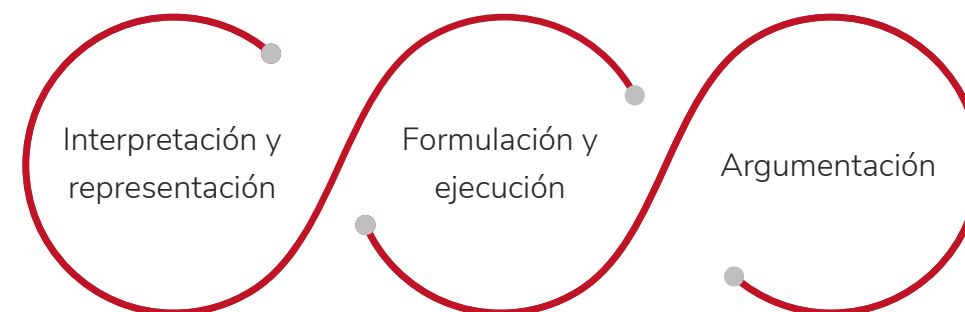 Interpretación y
representación
Formulación y
ejecución
Argumentación